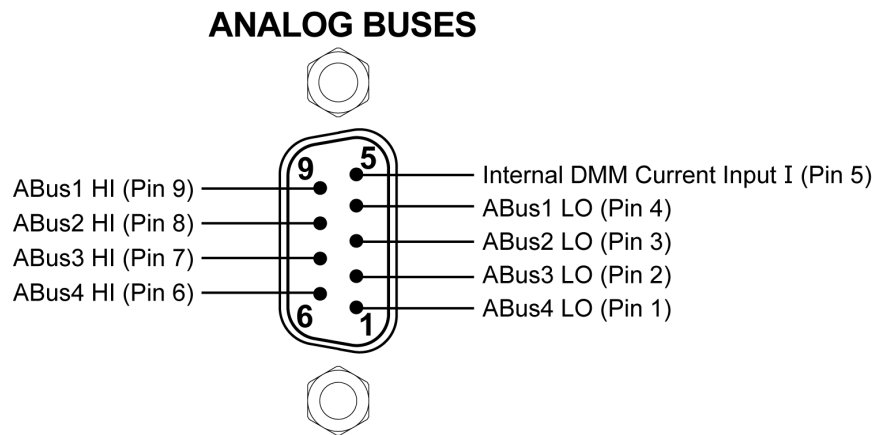 ANALOG BUSES
9
5
ABus1 HI (Pin 9)
ABus2 HI (Pin 8)
ABus3 HI (Pin 7)
ABus4 HI (Pin 6)
Internal DMM Current Input I (Pin 5)
ABus1 LO (Pin 4)
ABus2 LO (Pin 3)
ABus3 LO (Pin 2)
ABus4 LO (Pin 1)
6
1